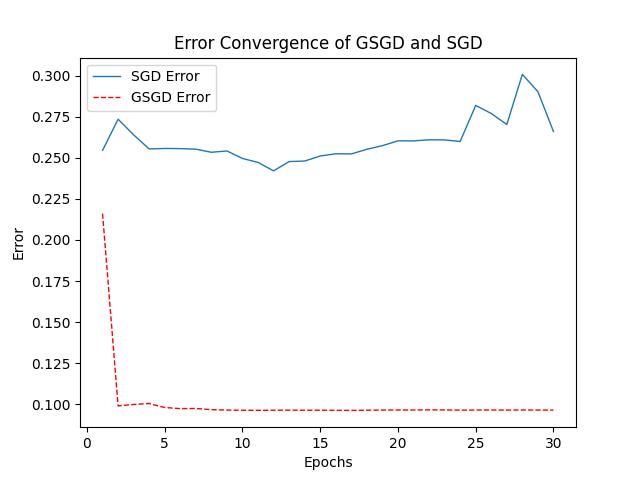 Error Convergence of GSGD and SGD
SGD Error
GSGD Error
0.300
0.275
0.250
0.225
0.200
0.175
0.150
0.125
0.100
Error
0 5 10 15 20 25 30
Epochs